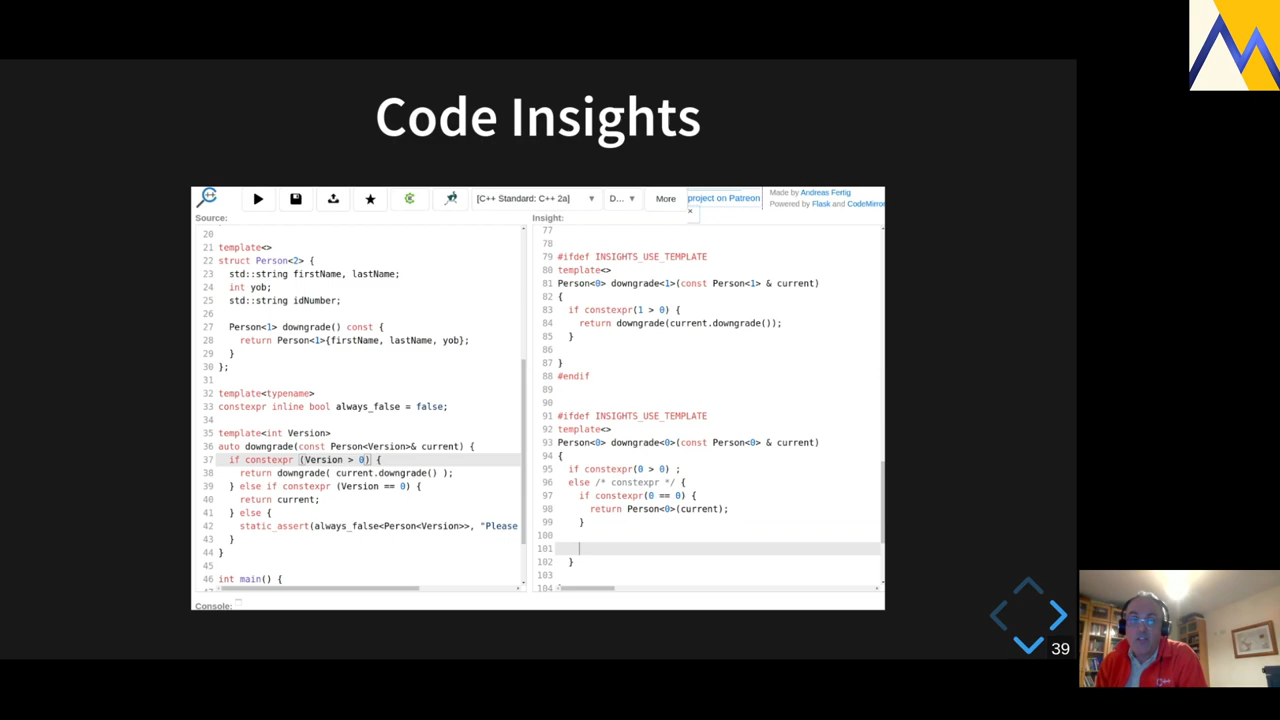 Code Insights
[C++ Standard: C++ 2a]
D...
More
project on Patreon
Made by Andreas Fertig
Powered by Flask and CodeMirro
Source:
20
21 template<>
22 struct Person<2> {
23 std::string firstName, lastName;
24 int yob;
25 std::string idNumber;
26
27 Person<1> downgrade() const {
28 return Person<1>{firstName, lastName, yob};
29 }
30 };
31
32 template<typename>
33 constexpr inline bool always_false = false;
34
35 template<int Version>
36 auto downgrade(const Person<Version>& current) {
37 if constexpr (Version > 0) {
38 return downgrade( current.downgrade() );
39 } else if constexpr (Version == 0) {
40 return current;
41 } else {
42 static_assert(always_false<Person<Version>>, "Please
43 }
44 }
45
46 int main() {
Insight:
77
78
79 #ifdef INSIGHTS_USE_TEMPLATE
80 template<>
81 Person<0> downgrade<1>(const Person<1> & current)
82 {
83 if constexpr(1 > 0) {
84 return downgrade(current.downgrade());
85 }
86
87 }
88 #endif
89
90
91 #ifdef INSIGHTS_USE_TEMPLATE
92 template<>
93 Person<0> downgrade<0>(const Person<0> & current)
94 {
95 if constexpr(0 > 0) ;
96 else /* constexpr */ {
97 if constexpr(0 == 0) {
98 return Person<0>(current);
99 }
100
101
102 }
103
104
Console:
39